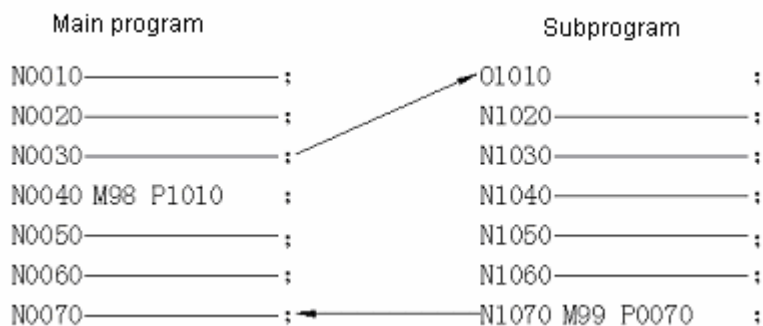 Main program
N0010 ;
N0020 ;
N0030 ;
N0040 M98 P1010 ;
N0050 ;
N0060 ;
N0070 ;
Subprogram
O1010 ;
N1020 ;
N1030 ;
N1040 ;
N1050 ;
N1060 ;
N1070 M99 P0070 ;